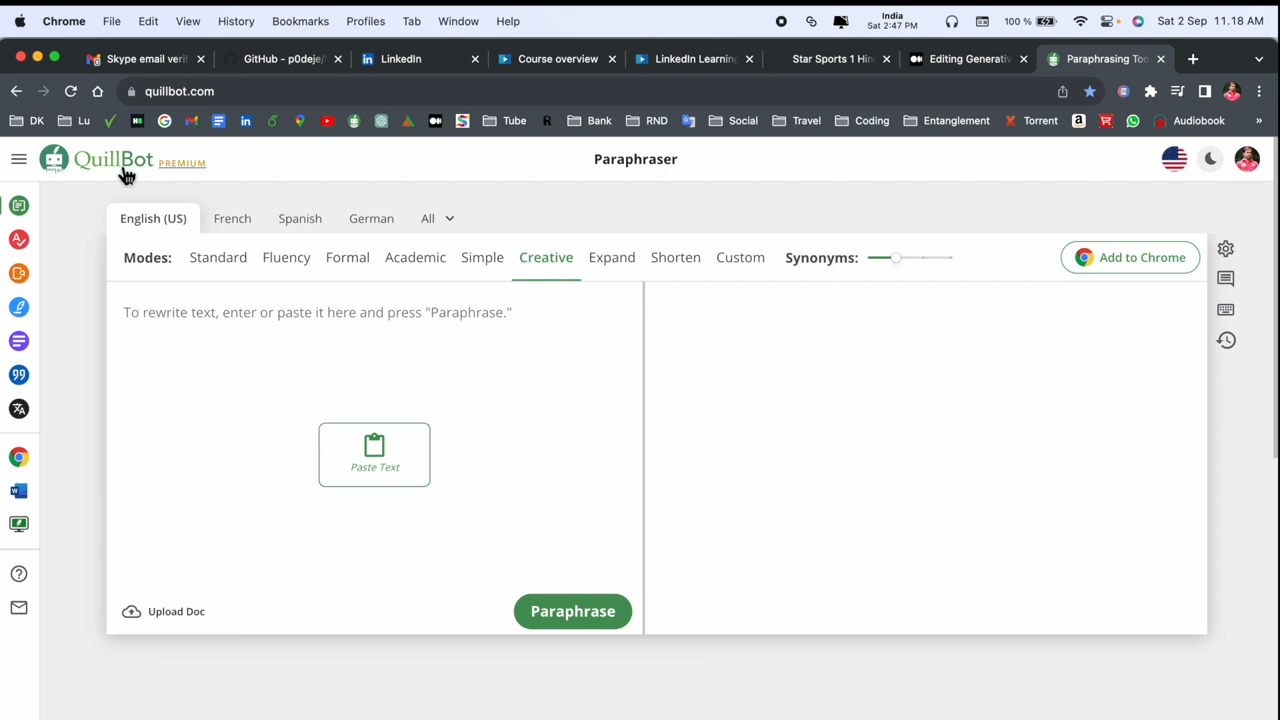 Chrome File Edit View History Bookmarks Profiles Tab Window Help India Sat 2:47 PM 100 % Sat 2 Sep 11.18 AM
Skype email verif GitHub - p0deje/ LinkedIn Course overview LinkedIn Learning Star Sports 1 Hin Editing Generativ Paraphrasing Too
quillbot.com
DK Lu Tube R Bank RND Social Travel Coding Entanglement Torrent Audiobook »
QuillBot PREMIUM Paraphraser
English (US) French Spanish German All
Modes: Standard Fluency Formal Academic Simple Creative Expand Shorten Custom Synonyms: Add to Chrome
To rewrite text, enter or paste it here and press "Paraphrase."
Paste Text
Upload Doc Paraphrase